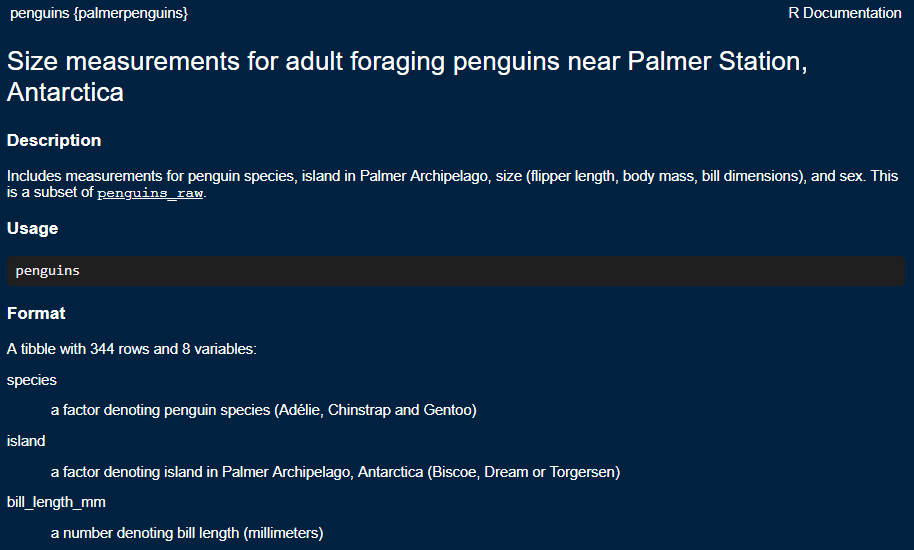 penguins {palmerpenguins}
R Documentation
Size measurements for adult foraging penguins near Palmer Station,
Antarctica
Description
Includes measurements for penguin species, island in Palmer Archipelago, size (flipper length, body mass, bill dimensions), and sex. This
is a subset of penguins_raw.
Usage
penguins
Format
A tibble with 344 rows and 8 variables:
species
a factor denoting penguin species (Adélie, Chinstrap and Gentoo)
island
a factor denoting island in Palmer Archipelago, Antarctica (Biscoe, Dream or Torgersen)
bill_length_mm
a number denoting bill length (millimeters)